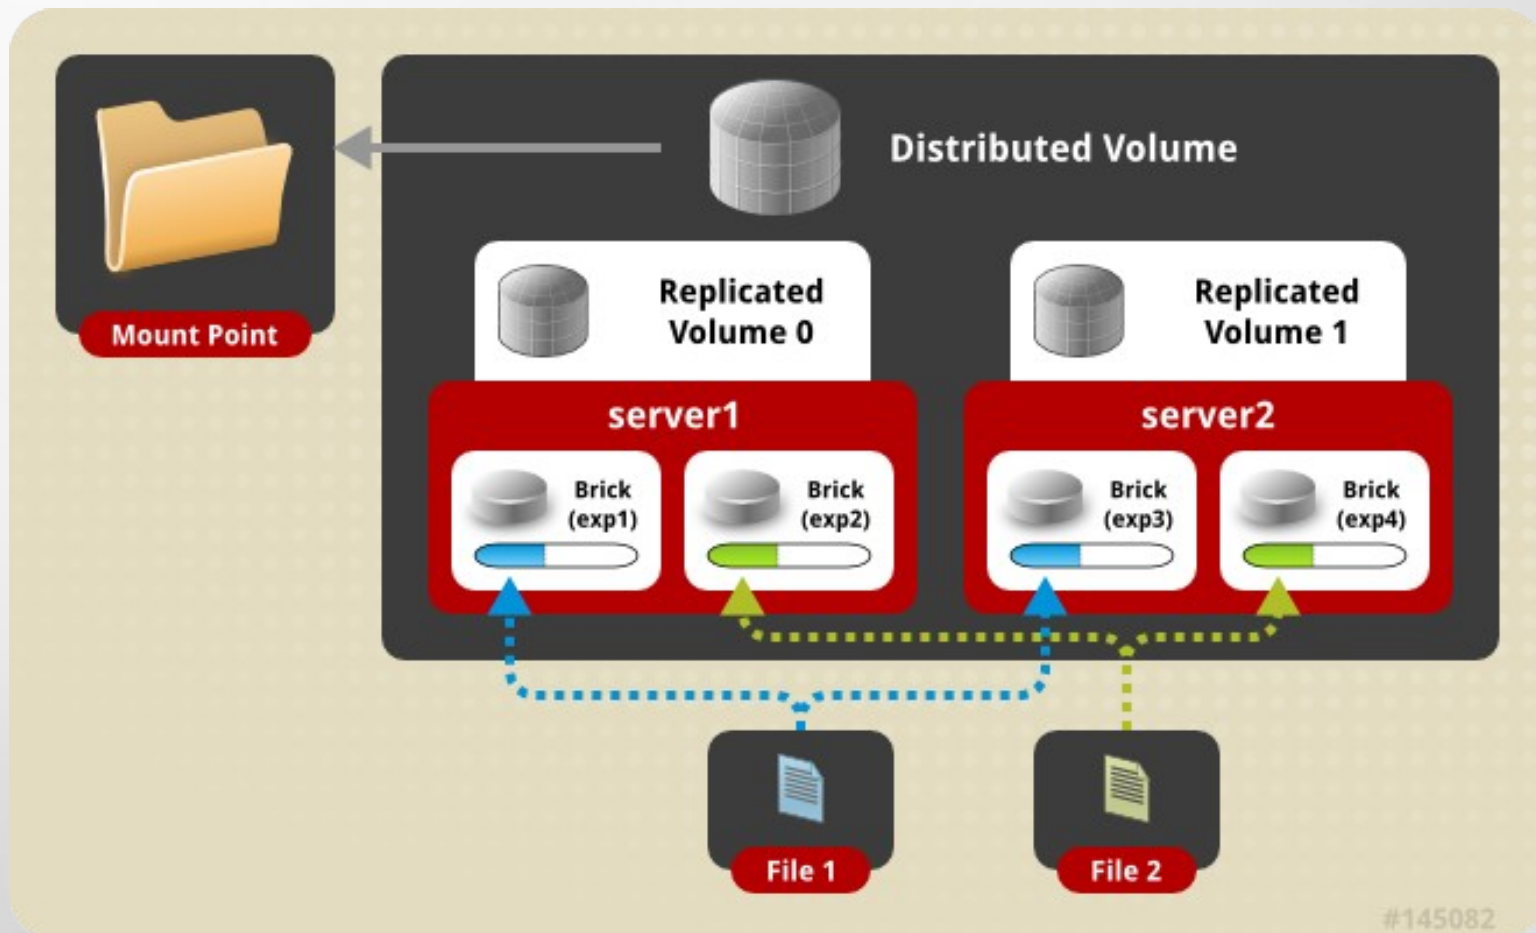 Distributed Volume
Mount Point
Replicated
Volume 0
Replicated
Volume 1
server1
server2
Brick
(exp1)
Brick
(exp2)
Brick
(exp3)
Brick
(exp4)
File 1
File 2
#145082